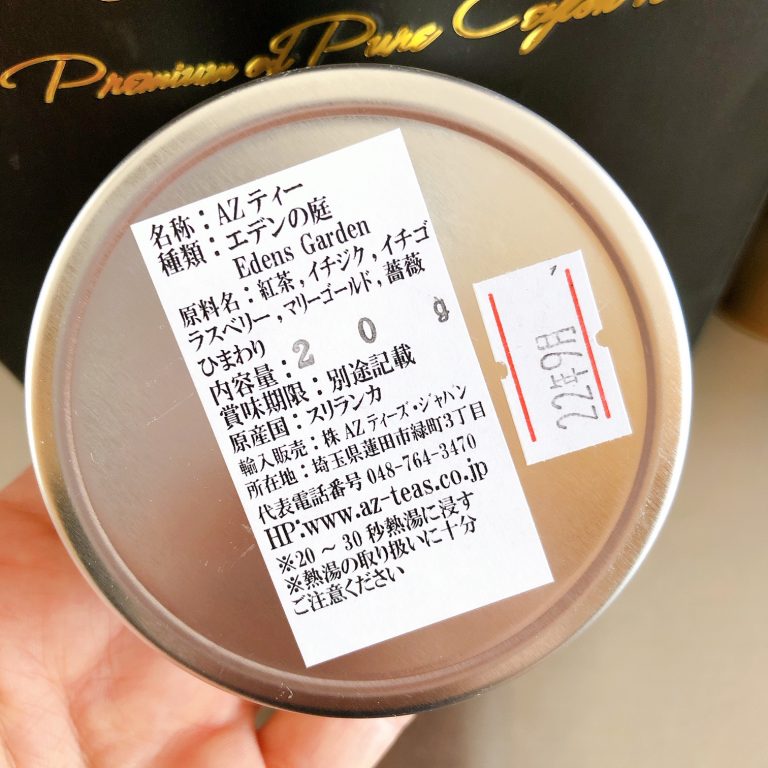 Premium and Pure Ceylon
名称：AZティー
種類：エデンの庭
Edens Garden
原料名：紅茶，イチジク，イチゴ
ラスベリー，マリーゴールド，薔薇
ひまわり
内容量：20g
賞味期限：別途記載
原産国：スリランカ
輸入販売：株 AZティーズ・ジャパン
所在地：埼玉県蓮田市緑町3丁目
代表電話番号 048-764-3470
HP:www.az-teas.co.jp
※20～30秒熱湯に浸す
※熱湯の取り扱いに十分
ご注意ください
22年9月